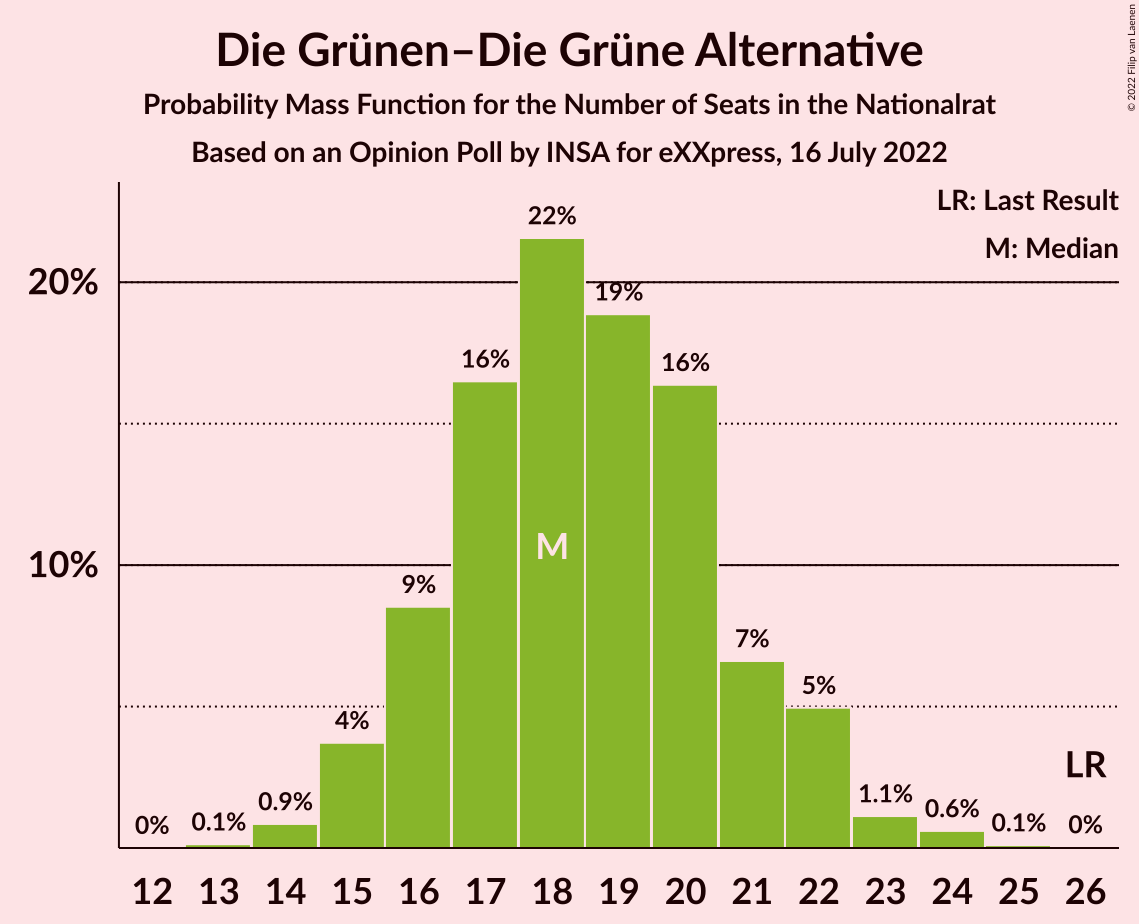 Die Grünen–Die Grüne Alternative
Probability Mass Function for the Number of Seats in the Nationalrat
Based on an Opinion Poll by INSA for eXXpress, 16 July 2022
© 2022 Filip van Laenen
LR: Last Result
M: Median
20%
10%
0%
0.1%
0.9%
4%
9%
16%
22%
19%
16%
7%
5%
1.1%
0.6%
0.1%
0%
M
LR
12 13 14 15 16 17 18 19 20 21 22 23 24 25 26